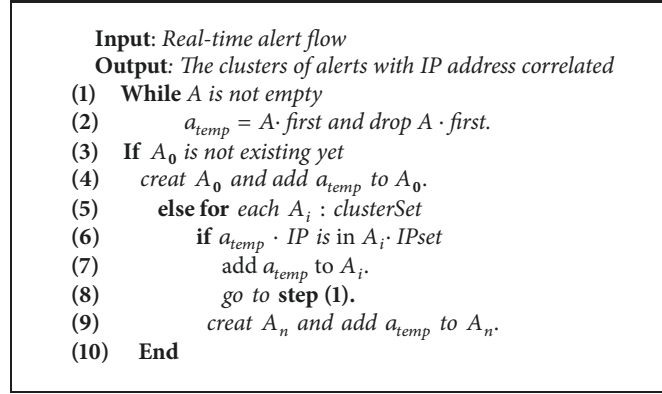 Input: Real-time alert flow
Output: The clusters of alerts with IP address correlated
(1) While A is not empty
(2) a_temp = A· first and drop A · first.
(3) If A_0 is not existing yet
(4) creat A_0 and add a_temp to A_0.
(5) else for each A_i : clusterSet
(6) if a_temp · IP is in A_i· IPset
(7) add a_temp to A_i.
(8) go to step (1).
(9) creat A_n and add a_temp to A_n.
(10) End